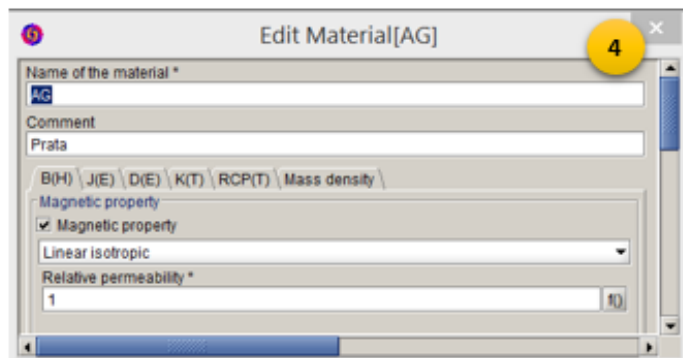 Edit Material[AG]
4
Name of the material *
AG
Comment
Prata
B(H) J(E) D(E) K(T) RCP(T) Mass density
Magnetic property
Magnetic property
Linear isotropic
Relative permeability *
1 f()